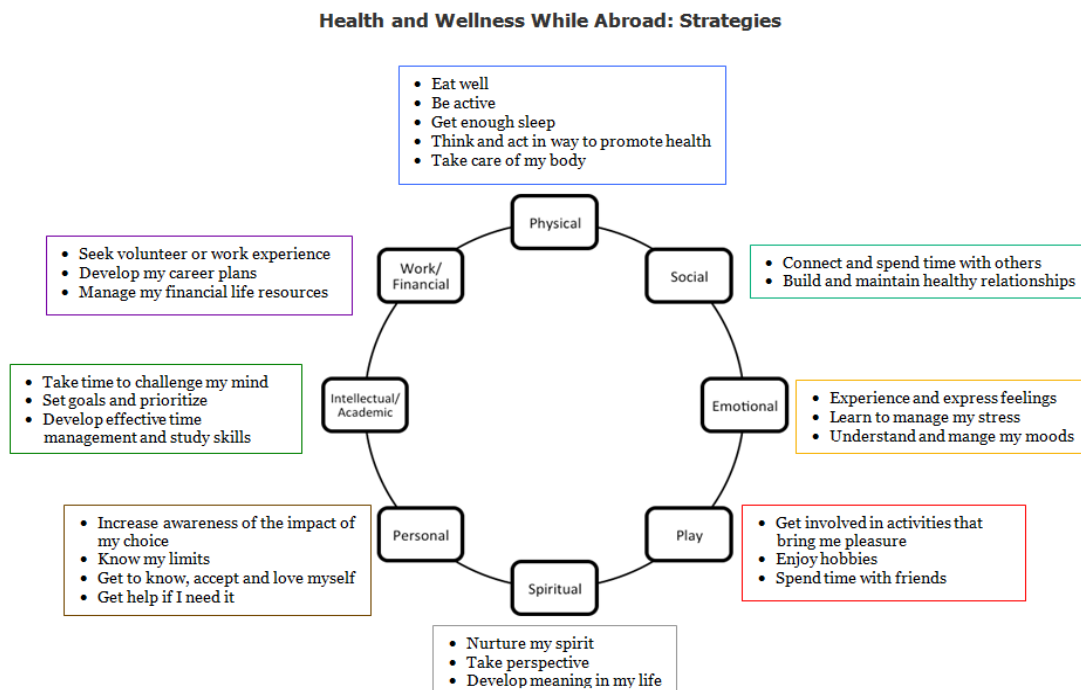 Health and Wellness While Abroad: Strategies
• Eat well
• Be active
• Get enough sleep
• Think and act in way to promote health
• Take care of my body
Physical
• Seek volunteer or work experience
• Develop my career plans
• Manage my financial life resources
Work/
Financial
Social
• Connect and spend time with others
• Build and maintain healthy relationships
• Take time to challenge my mind
• Set goals and prioritize
• Develop effective time
management and study skills
Intellectual/
Academic
Emotional
• Experience and express feelings
• Learn to manage my stress
• Understand and mange my moods
• Increase awareness of the impact of
my choice
• Know my limits
• Get to know, accept and love myself
• Get help if I need it
Personal
Play
• Get involved in activities that
bring me pleasure
• Enjoy hobbies
• Spend time with friends
Spiritual
• Nurture my spirit
• Take perspective
• Develop meaning in my life